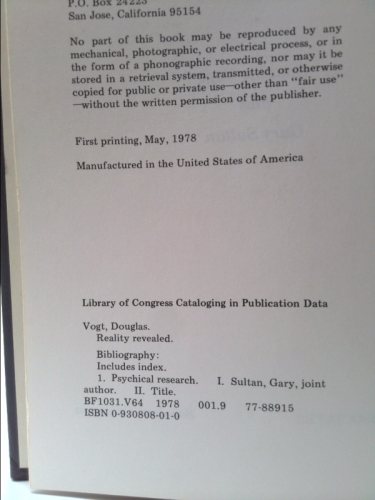 P.O. Box 24223
San Jose, California 95154
No part of this book may be reproduced by any
mechanical, photographic, or electrical process, or in
the form of a phonographic recording, nor may it be
stored in a retrieval system, transmitted, or otherwise
copied for public or private use—other than "fair use"
—without the written permission of the publisher.
First printing, May, 1978
Manufactured in the United States of America
Library of Congress Cataloging in Publication Data
Vogt, Douglas.
Reality revealed.
Bibliography:
Includes index.
1. Psychical research. I. Sultan, Gary, joint
author. II. Title.
BF1031.V64 1978 001.9 77-88915
ISBN 0-930808-01-0